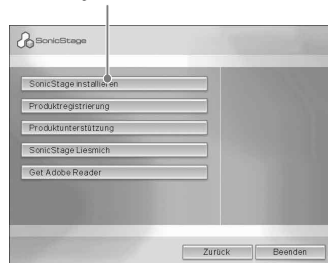 SonicStage
SonicStage installieren
Produktregistrierung
Produktunterstützung
SonicStage Liesmich
Get Adobe Reader
Zurück
Beenden